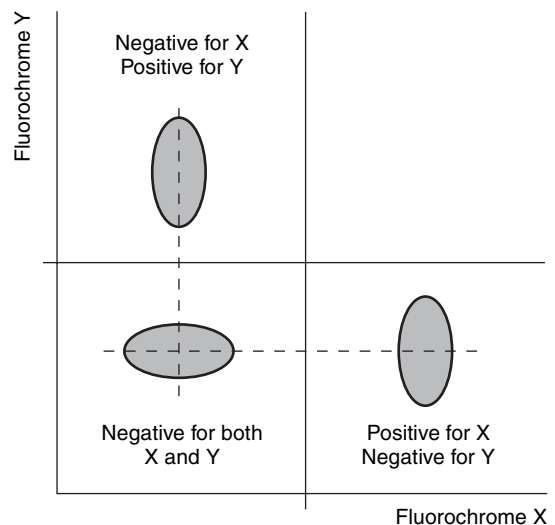 Fluorochrome Y
Negative for X
Positive for Y
Negative for both
X and Y
Positive for X
Negative for Y
Fluorochrome X